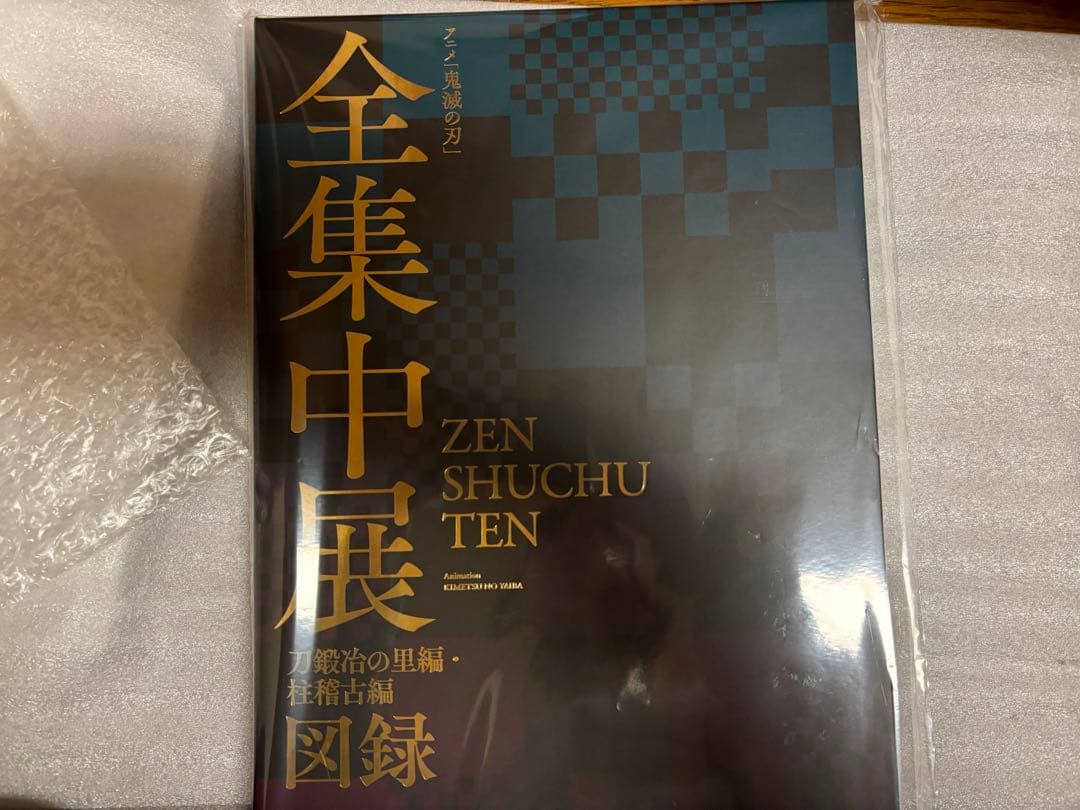 アニメ「鬼滅の刃」
全集中展
ZEN
SHUCHU
TEN
Animation
KIMETSU NO YAIBA
刀鍛冶の里編・
柱稽古編
図録